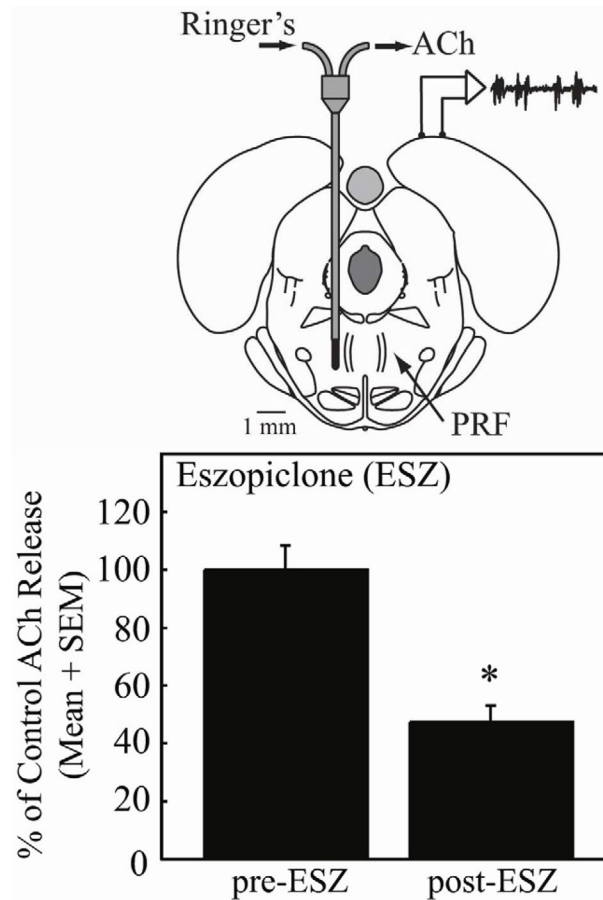 Ringer's
ACh
1 mm
PRF
Eszopiclone (ESZ)
% of Control ACh Release
(Mean + SEM)
120
100
80
60
40
20
0
*
pre-ESZ
post-ESZ